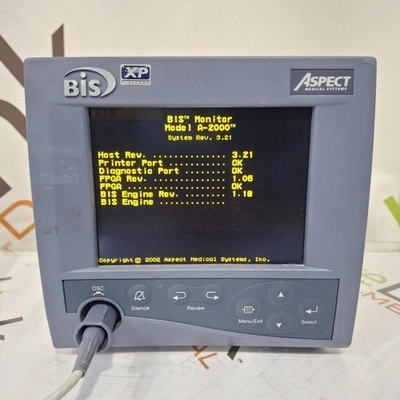 BIS
XP
ASPECT
MEDICAL SYSTEMS
BIS™ Monitor
Model A-2000™
System Rev. 3.21
Host Rev. .............. 3.21
Printer Port ........... OK
Diagnostic Port ........ OK
FPGA Rev. .............. 1.05
FPGA ................... OK
BIS Engine Rev. ........ 1.18
BIS Engine .............
Copyright © 2002 Aspect Medical Systems, Inc.
DSC
Silence
Review
Menu/Exit
Select